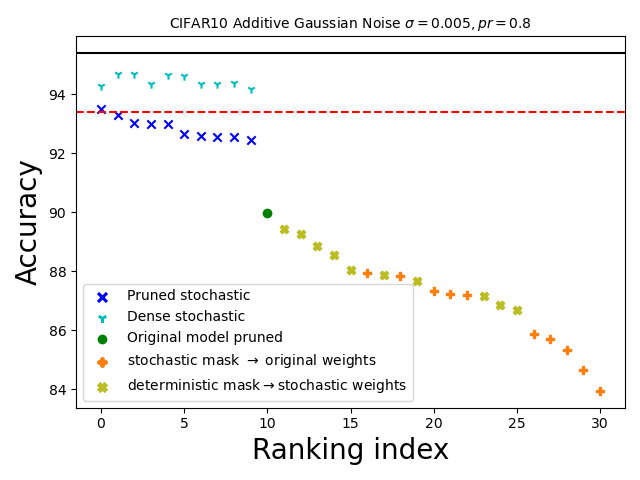 CIFAR10 Additive Gaussian Noise σ = 0.005, pr = 0.8
Accuracy
94
92
90
88
86
84
Pruned stochastic
Dense stochastic
Original model pruned
stochastic mask → original weights
deterministic mask → stochastic weights
0 5 10 15 20 25 30
Ranking index